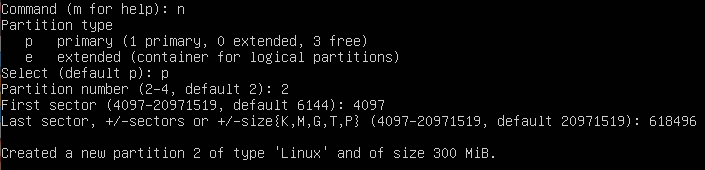 Command (m for help): n
Partition type
p primary (1 primary, 0 extended, 3 free)
e extended (container for logical partitions)
Select (default p): p
Partition number (2-4, default 2): 2
First sector (4097-20971519, default 6144): 4097
Last sector, +/-sectors or +/-size{K,M,G,T,P} (4097-20971519, default 20971519): 618496
Created a new partition 2 of type 'Linux' and of size 300 MiB.